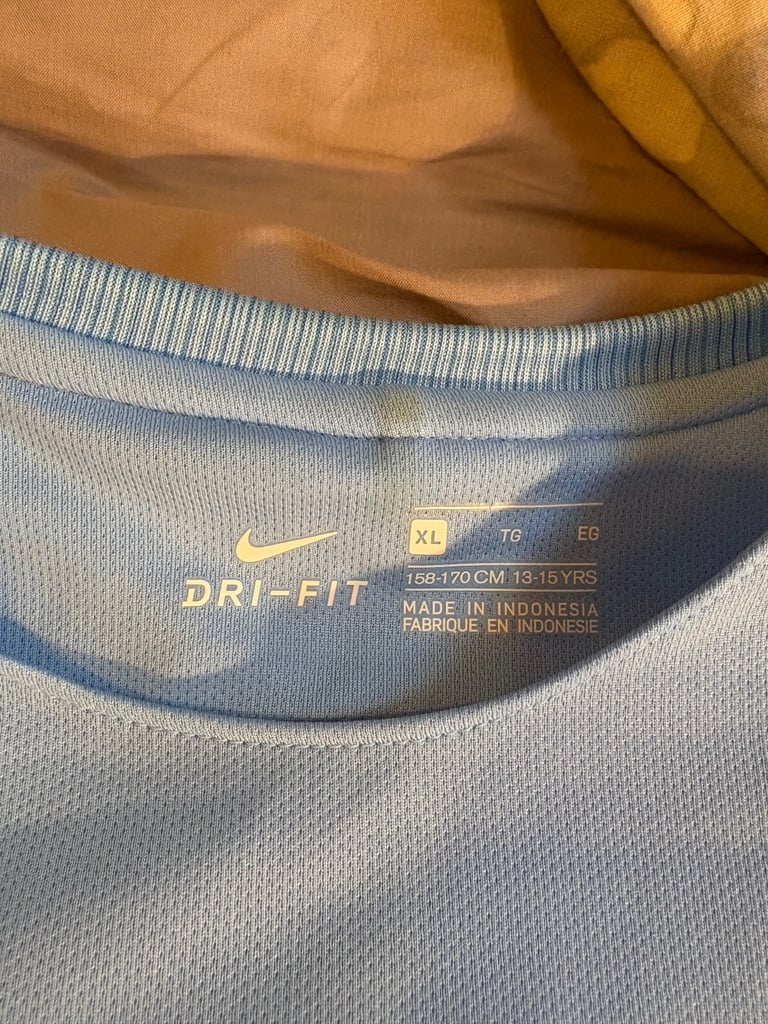 DRI-FIT
XL TG EG
158-170 CM 13-15 YRS
MADE IN INDONESIA
FABRIQUE EN INDONESIE